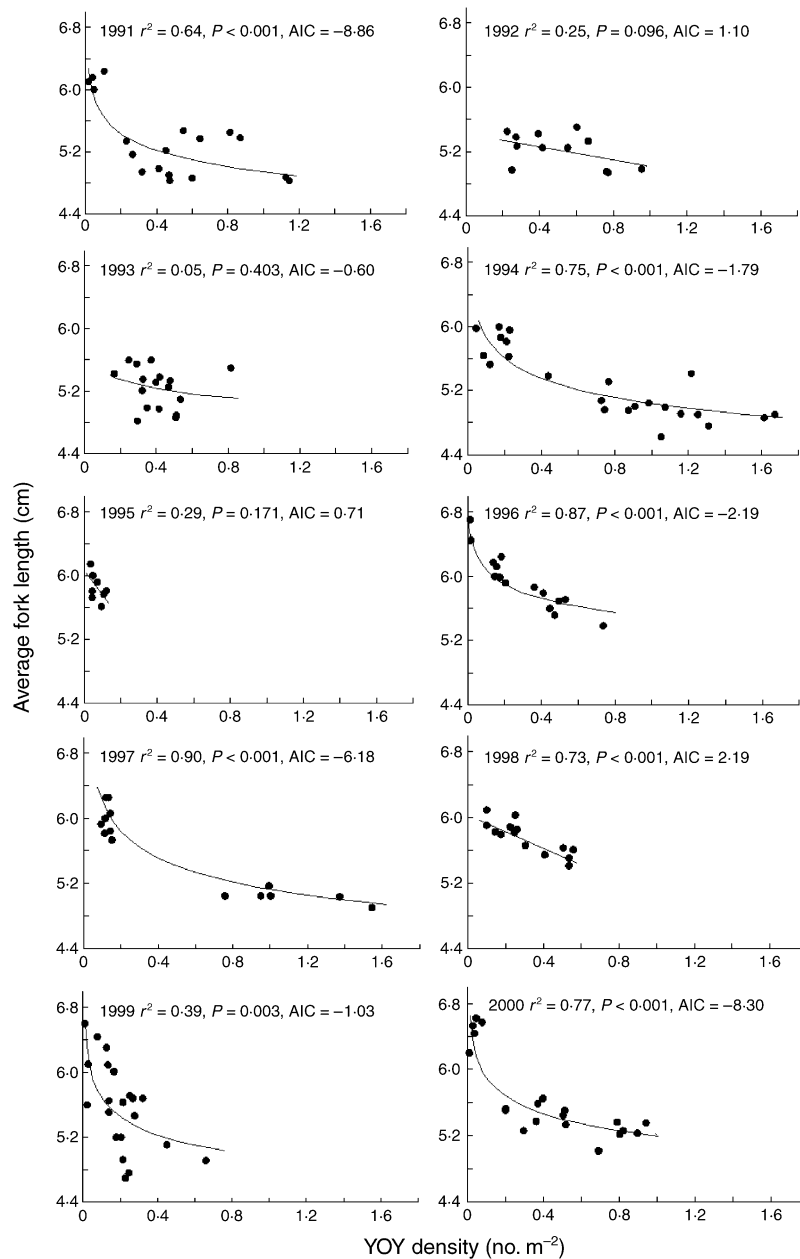 1991 r² = 0·64, P < 0·001, AIC = −8·86
6·8
6·0
5·2
4·4
0 0·4 0·8 1·2 1·6
1992 r² = 0·25, P = 0·096, AIC = 1·10
6·8
6·0
5·2
4·4
0 0·4 0·8 1·2 1·6
1993 r² = 0·05, P = 0·403, AIC = −0·60
6·8
6·0
5·2
4·4
0 0·4 0·8 1·2 1·6
1994 r² = 0·75, P < 0·001, AIC = −1·79
6·8
6·0
5·2
4·4
0 0·4 0·8 1·2 1·6
Average fork length (cm)
1995 r² = 0·29, P = 0·171, AIC = 0·71
6·8
6·0
5·2
4·4
0 0·4 0·8 1·2 1·6
1996 r² = 0·87, P < 0·001, AIC = −2·19
6·8
6·0
5·2
4·4
0 0·4 0·8 1·2 1·6
1997 r² = 0·90, P < 0·001, AIC = −6·18
6·8
6·0
5·2
4·4
0 0·4 0·8 1·2 1·6
1998 r² = 0·73, P < 0·001, AIC = 2·19
6·8
6·0
5·2
4·4
0 0·4 0·8 1·2 1·6
1999 r² = 0·39, P = 0·003, AIC = −1·03
6·8
6·0
5·2
4·4
0 0·4 0·8 1·2 1·6
2000 r² = 0·77, P < 0·001, AIC = −8·30
6·8
6·0
5·2
4·4
0 0·4 0·8 1·2 1·6
YOY density (no. m⁻²)